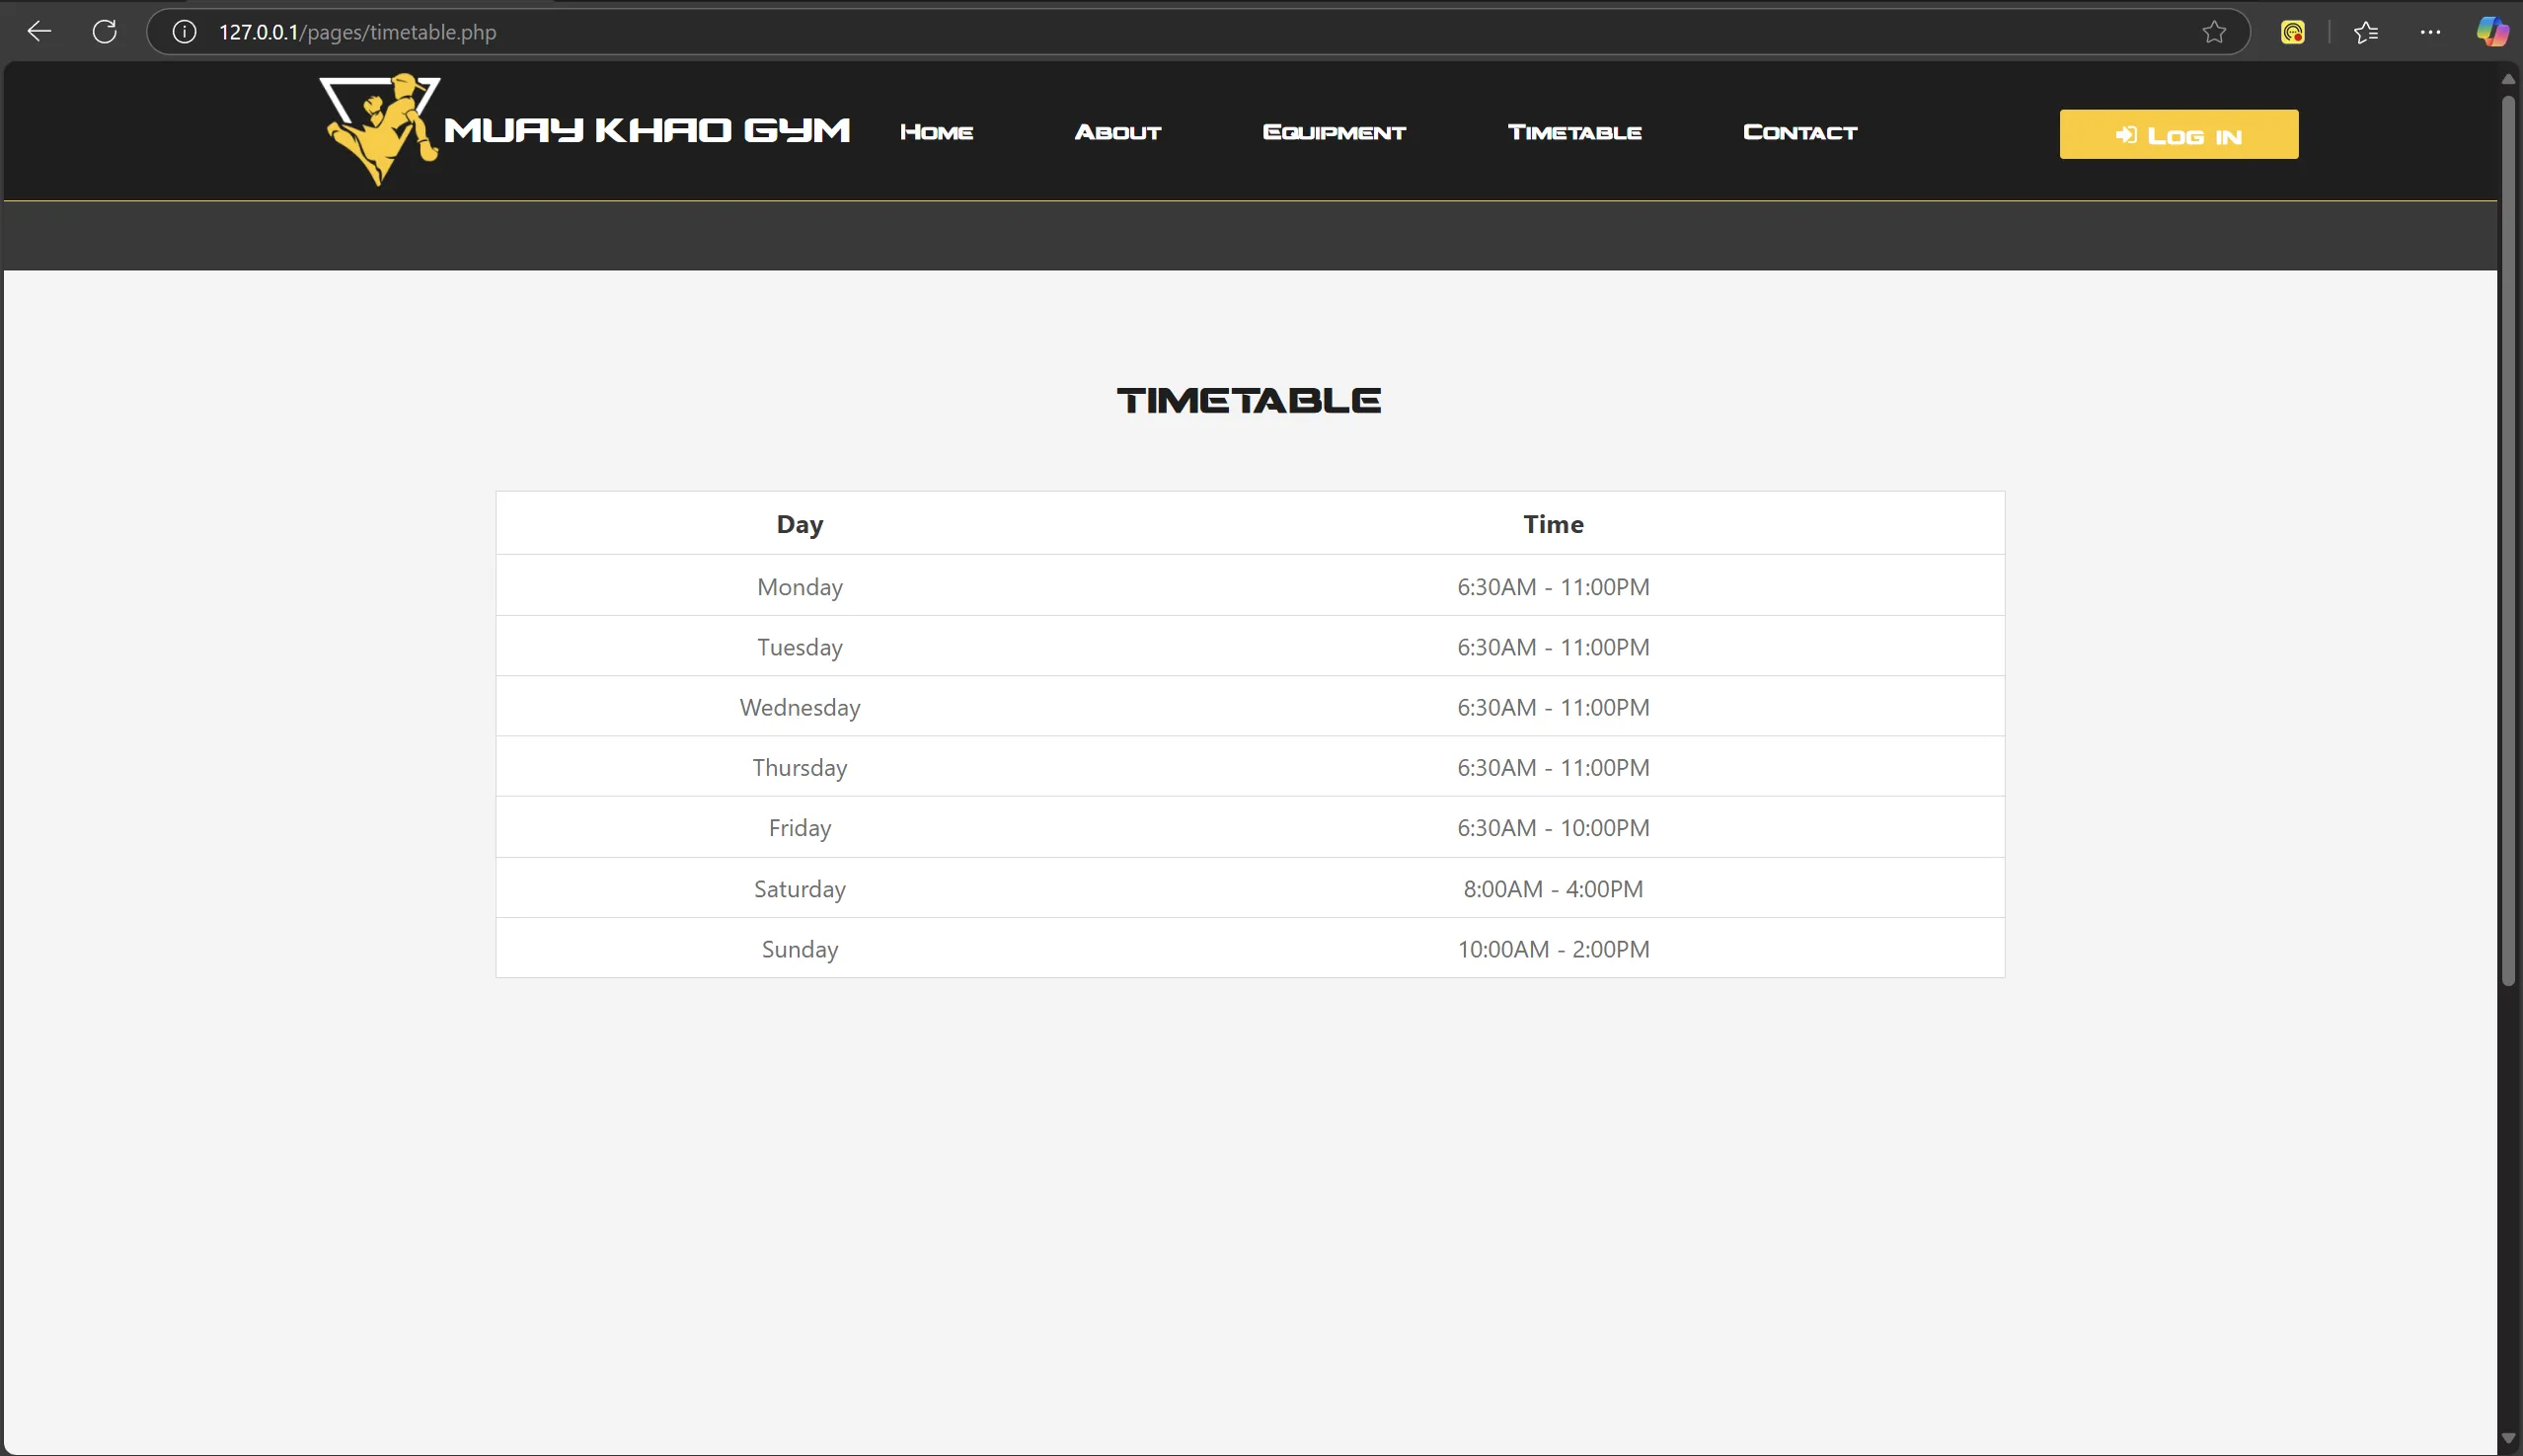 127.0.0.1/pages/timetable.php
MUAY KHAO GYM Home About Equipment Timetable Contact Log in
TIMETABLE
Day Time
Monday 6:30AM - 11:00PM
Tuesday 6:30AM - 11:00PM
Wednesday 6:30AM - 11:00PM
Thursday 6:30AM - 11:00PM
Friday 6:30AM - 10:00PM
Saturday 8:00AM - 4:00PM
Sunday 10:00AM - 2:00PM